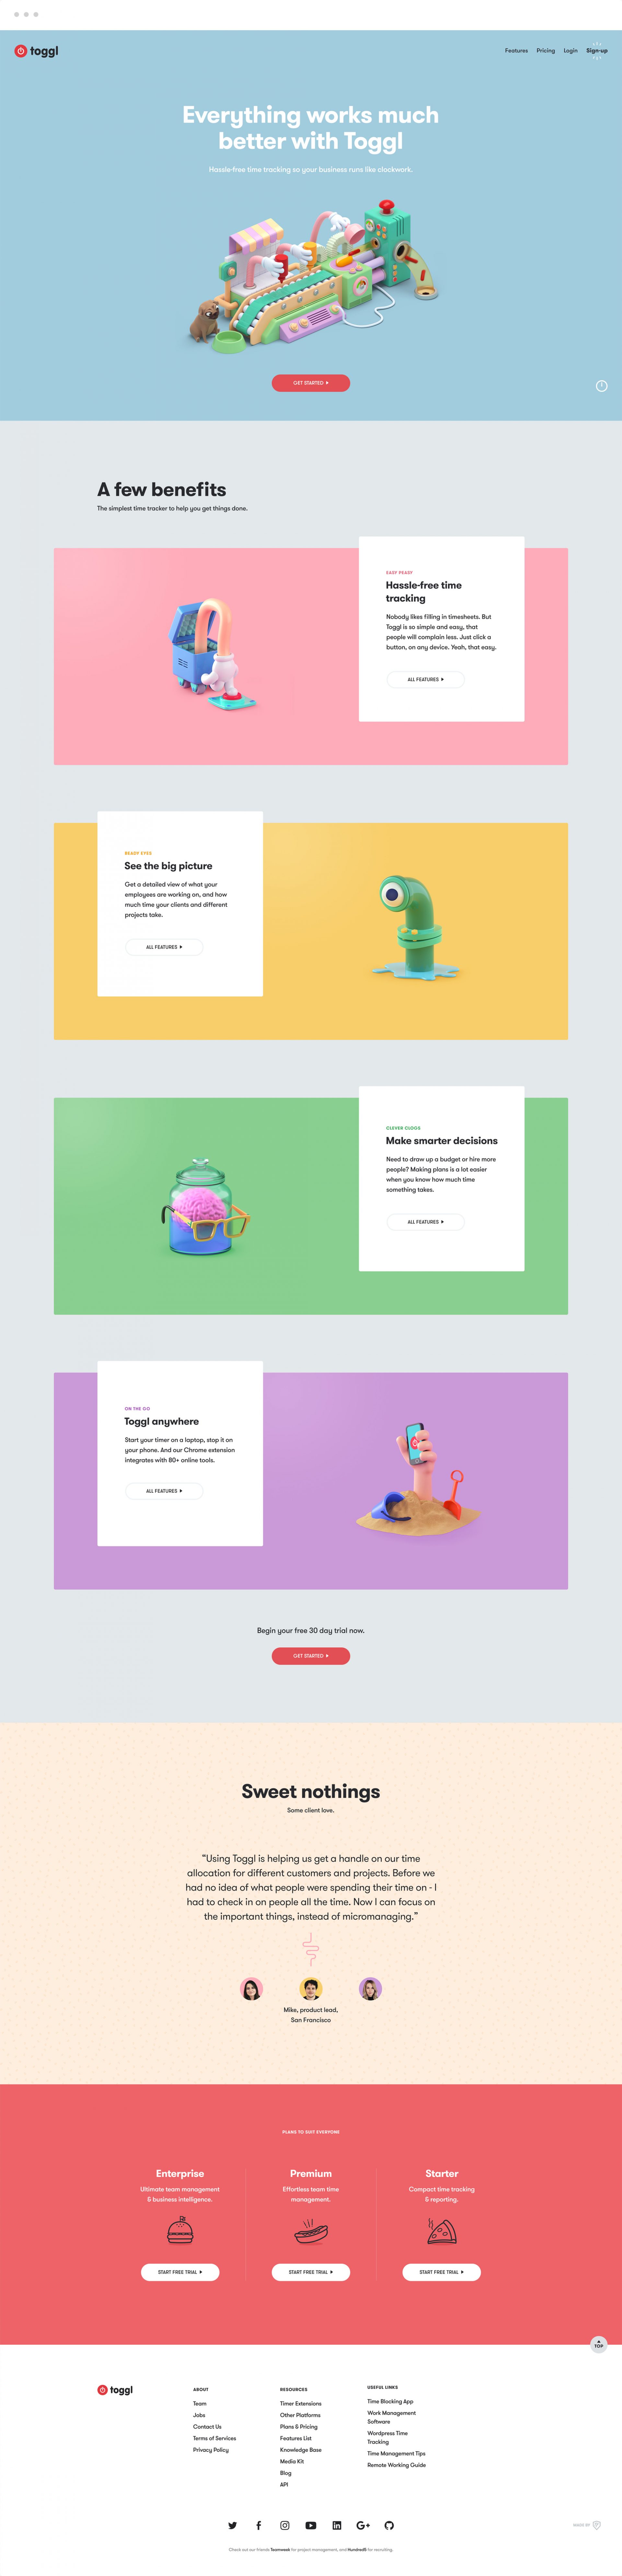 toggl
Features Pricing Login Sign-up
Everything works much
better with Toggl
Hassle-free time tracking so your business runs like clockwork.
GET STARTED
A few benefits
The simplest time tracker to help you get things done.
EASY PEASY
Hassle-free time
tracking
Nobody likes filling in timesheets. But
Toggl is so simple and easy, that
people will complain less. Just click a
button, on any device. Yeah, that easy.
ALL FEATURES
READY EYES
See the big picture
Get a detailed view of what your
employees are working on, and how
much time your clients and different
projects take.
ALL FEATURES
CLEVER CLOGS
Make smarter decisions
Need to draw up a budget or hire more
people? Making plans is a lot easier
when you know how much time
something takes.
ALL FEATURES
ON THE GO
Toggl anywhere
Start your timer on a laptop, stop it on
your phone. And our Chrome extension
integrates with 80+ online tools.
ALL FEATURES
Begin your free 30 day trial now.
GET STARTED
Sweet nothings
Some client love.
“Using Toggl is helping us get a handle on our time
allocation for different customers and projects. Before we
had no idea of what people were spending their time on - I
had to check in on people all the time. Now I can focus on
the important things, instead of micromanaging.”
Mike, product lead,
San Francisco
PLANS TO SUIT EVERYONE
Enterprise
Ultimate team management
& business intelligence.
START FREE TRIAL
Premium
Effortless team time
management.
START FREE TRIAL
Starter
Compact time tracking
& reporting.
START FREE TRIAL
TOP
toggl
ABOUT
Team
Jobs
Contact Us
Terms of Services
Privacy Policy
RESOURCES
Timer Extensions
Other Platforms
Plans & Pricing
Features List
Knowledge Base
Media Kit
Blog
API
USEFUL LINKS
Time Blocking App
Work Management
Software
Wordpress Time
Tracking
Time Management Tips
Remote Working Guide
MADE BY
Check out our friends Teamweek for project management, and Hundred5 for recruiting.